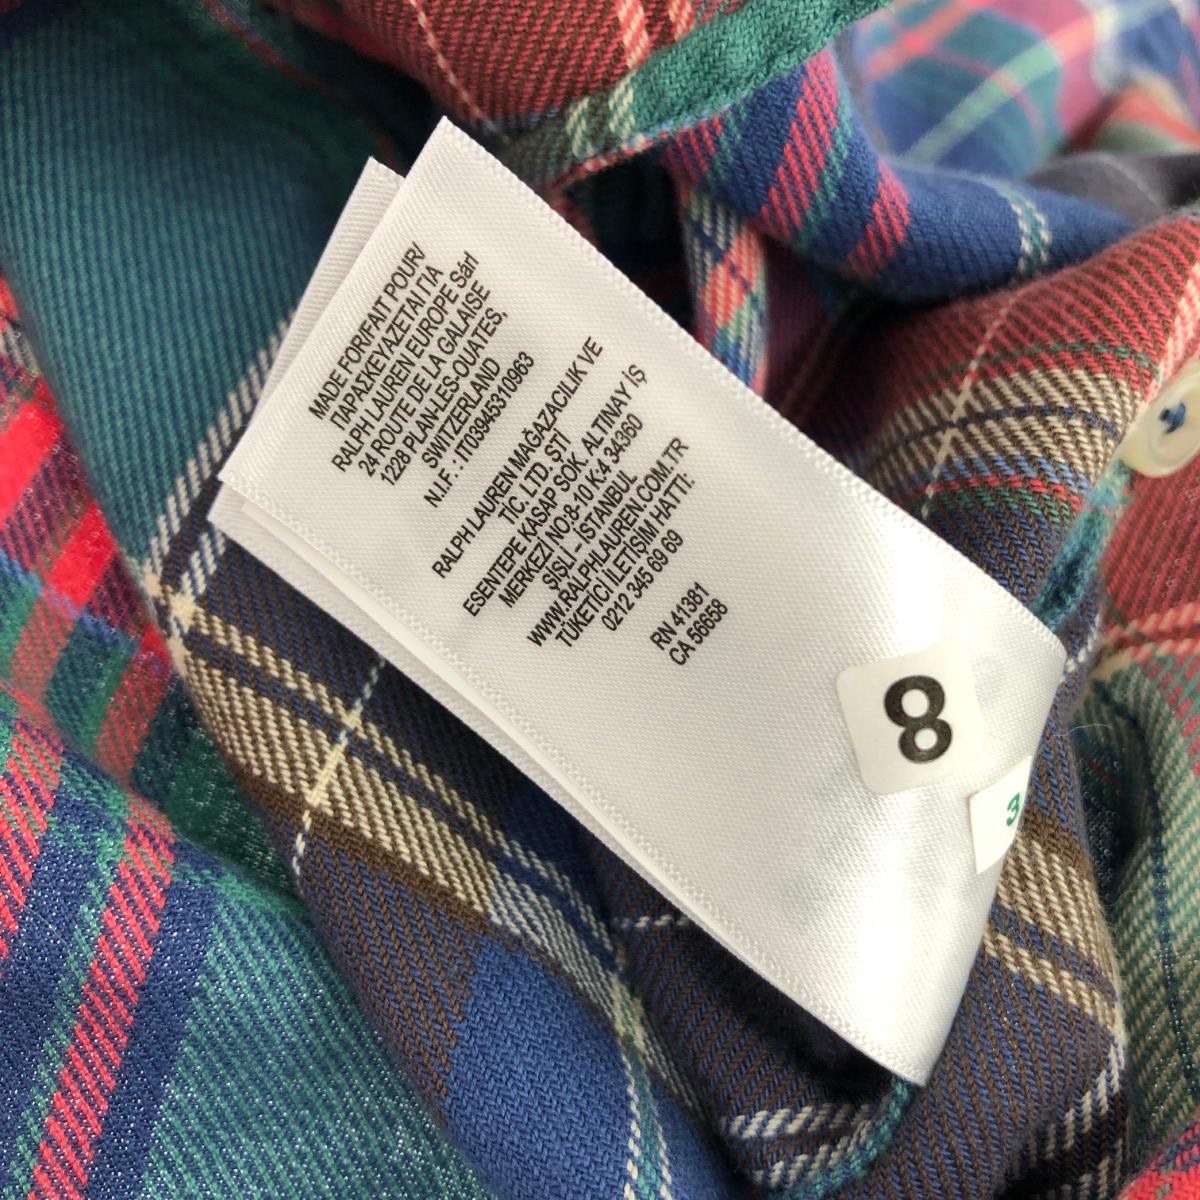 MADE FOR/FAIT POUR/
ΠΑΡΑΣΚΕΥΑΖΕΤΑΙ ΓΙΑ
RALPH LAUREN EUROPE Sàrl
24 ROUTE DE LA GALAISE
1228 PLAN-LES-OUATES,
SWITZERLAND
N.I.F.: IT03945310963
RALPH LAUREN MAĞAZACILIK VE
TİC. LTD. ŞTİ
ESENTEPE KASAP SOK. ALTINAY İŞ
MERKEZİ NO:8-10 K:4 34360
ŞİŞLİ – İSTANBUL
WWW.RALPHLAUREN.COM.TR
TÜKETİCİ İLETİŞİM HATTI:
0212 345 69 69
RN 41381
CA 56658
8
3